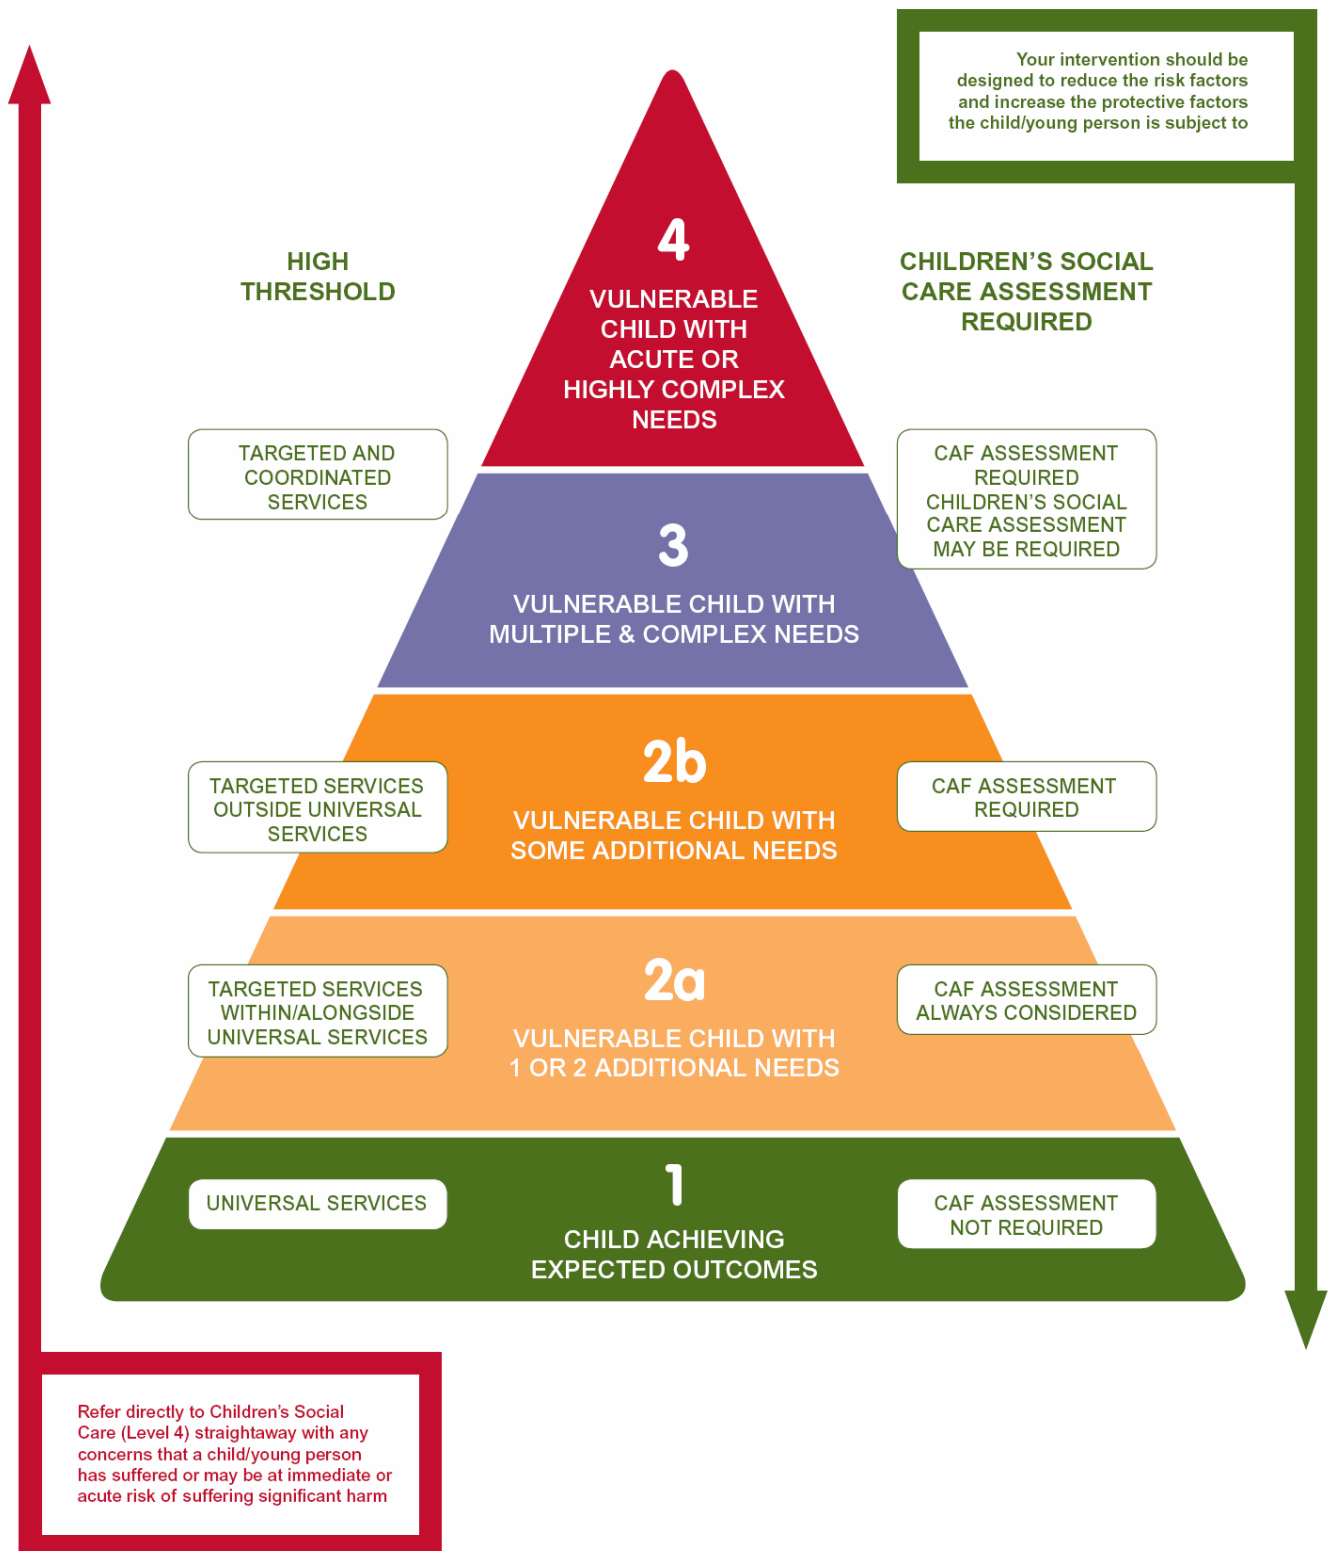 Your intervention should be
designed to reduce the risk factors
and increase the protective factors
the child/young person is subject to
HIGH
THRESHOLD
4
VULNERABLE
CHILD WITH
ACUTE OR
HIGHLY COMPLEX
NEEDS
CHILDREN’S SOCIAL
CARE ASSESSMENT
REQUIRED
TARGETED AND
COORDINATED
SERVICES
3
VULNERABLE CHILD WITH
MULTIPLE & COMPLEX NEEDS
CAF ASSESSMENT
REQUIRED
CHILDREN’S SOCIAL
CARE ASSESSMENT
MAY BE REQUIRED
TARGETED SERVICES
OUTSIDE UNIVERSAL
SERVICES
2b
VULNERABLE CHILD WITH
SOME ADDITIONAL NEEDS
CAF ASSESSMENT
REQUIRED
TARGETED SERVICES
WITHIN/ALONGSIDE
UNIVERSAL SERVICES
2a
VULNERABLE CHILD WITH
1 OR 2 ADDITIONAL NEEDS
CAF ASSESSMENT
ALWAYS CONSIDERED
UNIVERSAL SERVICES
1
CHILD ACHIEVING
EXPECTED OUTCOMES
CAF ASSESSMENT
NOT REQUIRED
Refer directly to Children’s Social
Care (Level 4) straightaway with any
concerns that a child/young person
has suffered or may be at immediate or
acute risk of suffering significant harm